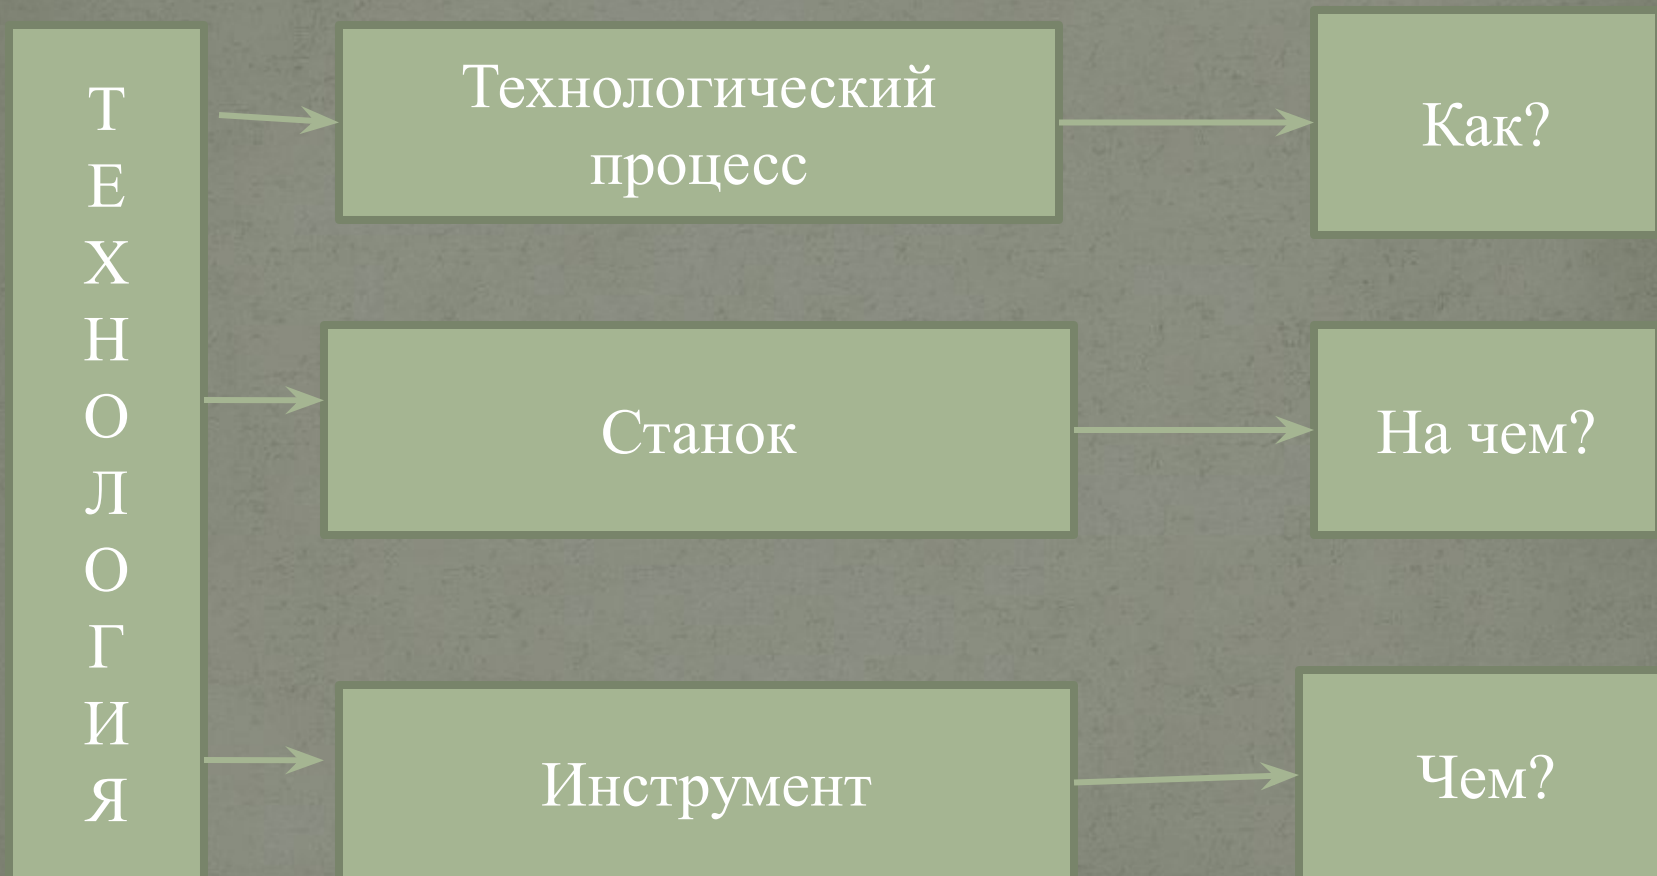 ТЕХНОЛОГИЯ
Технологический
процесс
Как?
Станок
На чем?
Инструмент
Чем?